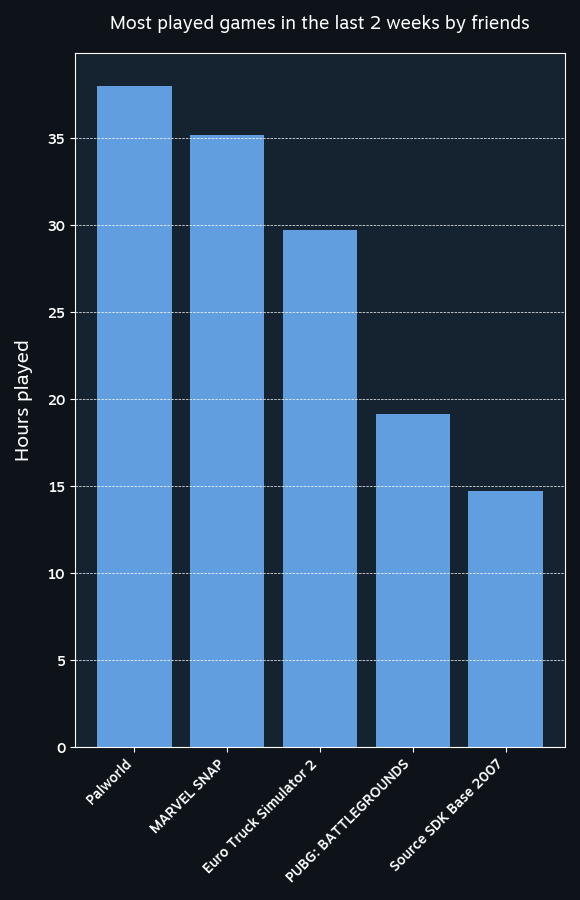 Most played games in the last 2 weeks by friends
Hours played
35
30
25
20
15
10
5
0
Palworld
MARVEL SNAP
Euro Truck Simulator 2
PUBG: BATTLEGROUNDS
Source SDK Base 2007